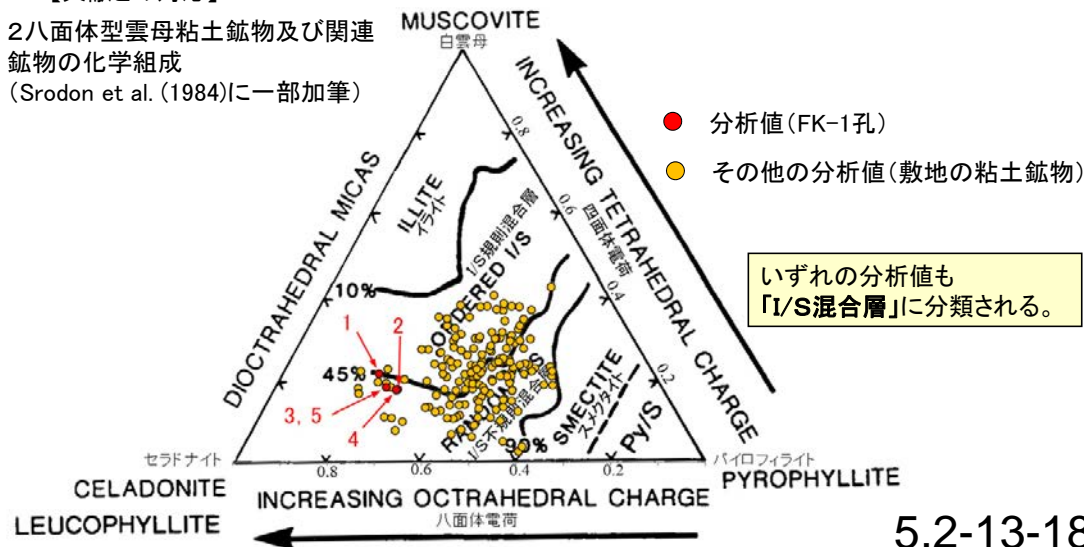 2八面体型雲母粘土鉱物及び関連
鉱物の化学組成
(Srodon et al. (1984)に一部加筆)
MUSCOVITE
白雲母
INCREASING TETRAHEDRAL CHARGE
四面体電荷
DIOCTRAHEDRAL MICAS
分析値(FK-1孔)
その他の分析値(敷地の粘土鉱物)
いずれの分析値も
「I/S混合層」に分類される。
0.8
0.6
0.4
0.2
ILLITE
イライト
I/S規則混合層
ORDERED I/S
10%
1
2
45%
3, 5
4
I/S不規則混合層
90%
SMECTITE
スメクタイト
Py/S
セラドナイト
CELADONITE
LEUCOPHYLLITE
0.8
0.6
0.4
0.2
INCREASING OCTRAHEDRAL CHARGE
八面体電荷
パイロフィライト
PYROPHYLLITE
5.2-13-18